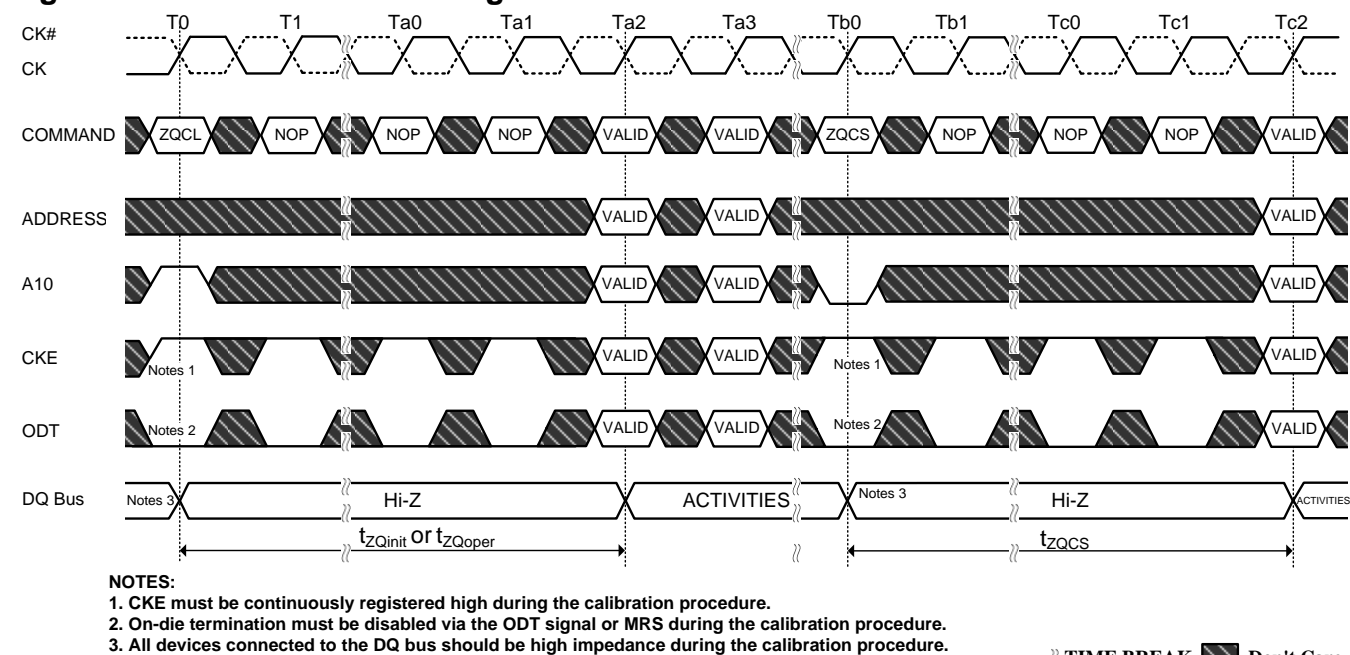 T0 T1 Ta0 Ta1 Ta2 Ta3 Tb0 Tb1 Tc0 Tc1 Tc2
CK#
CK
COMMAND ZQCL NOP NOP NOP VALID VALID ZQCS NOP NOP NOP VALID
ADDRESS VALID VALID VALID
A10 VALID VALID VALID
CKE Notes 1 VALID VALID Notes 1 VALID
ODT Notes 2 VALID VALID Notes 2 VALID
DQ Bus Notes 3 Hi-Z ACTIVITIES Notes 3 Hi-Z ACTIVITIES
tZQinit or tZQoper tZQCS
NOTES:
1. CKE must be continuously registered high during the calibration procedure.
2. On-die termination must be disabled via the ODT signal or MRS during the calibration procedure.
3. All devices connected to the DQ bus should be high impedance during the calibration procedure.
TIME BREAK Don't Care